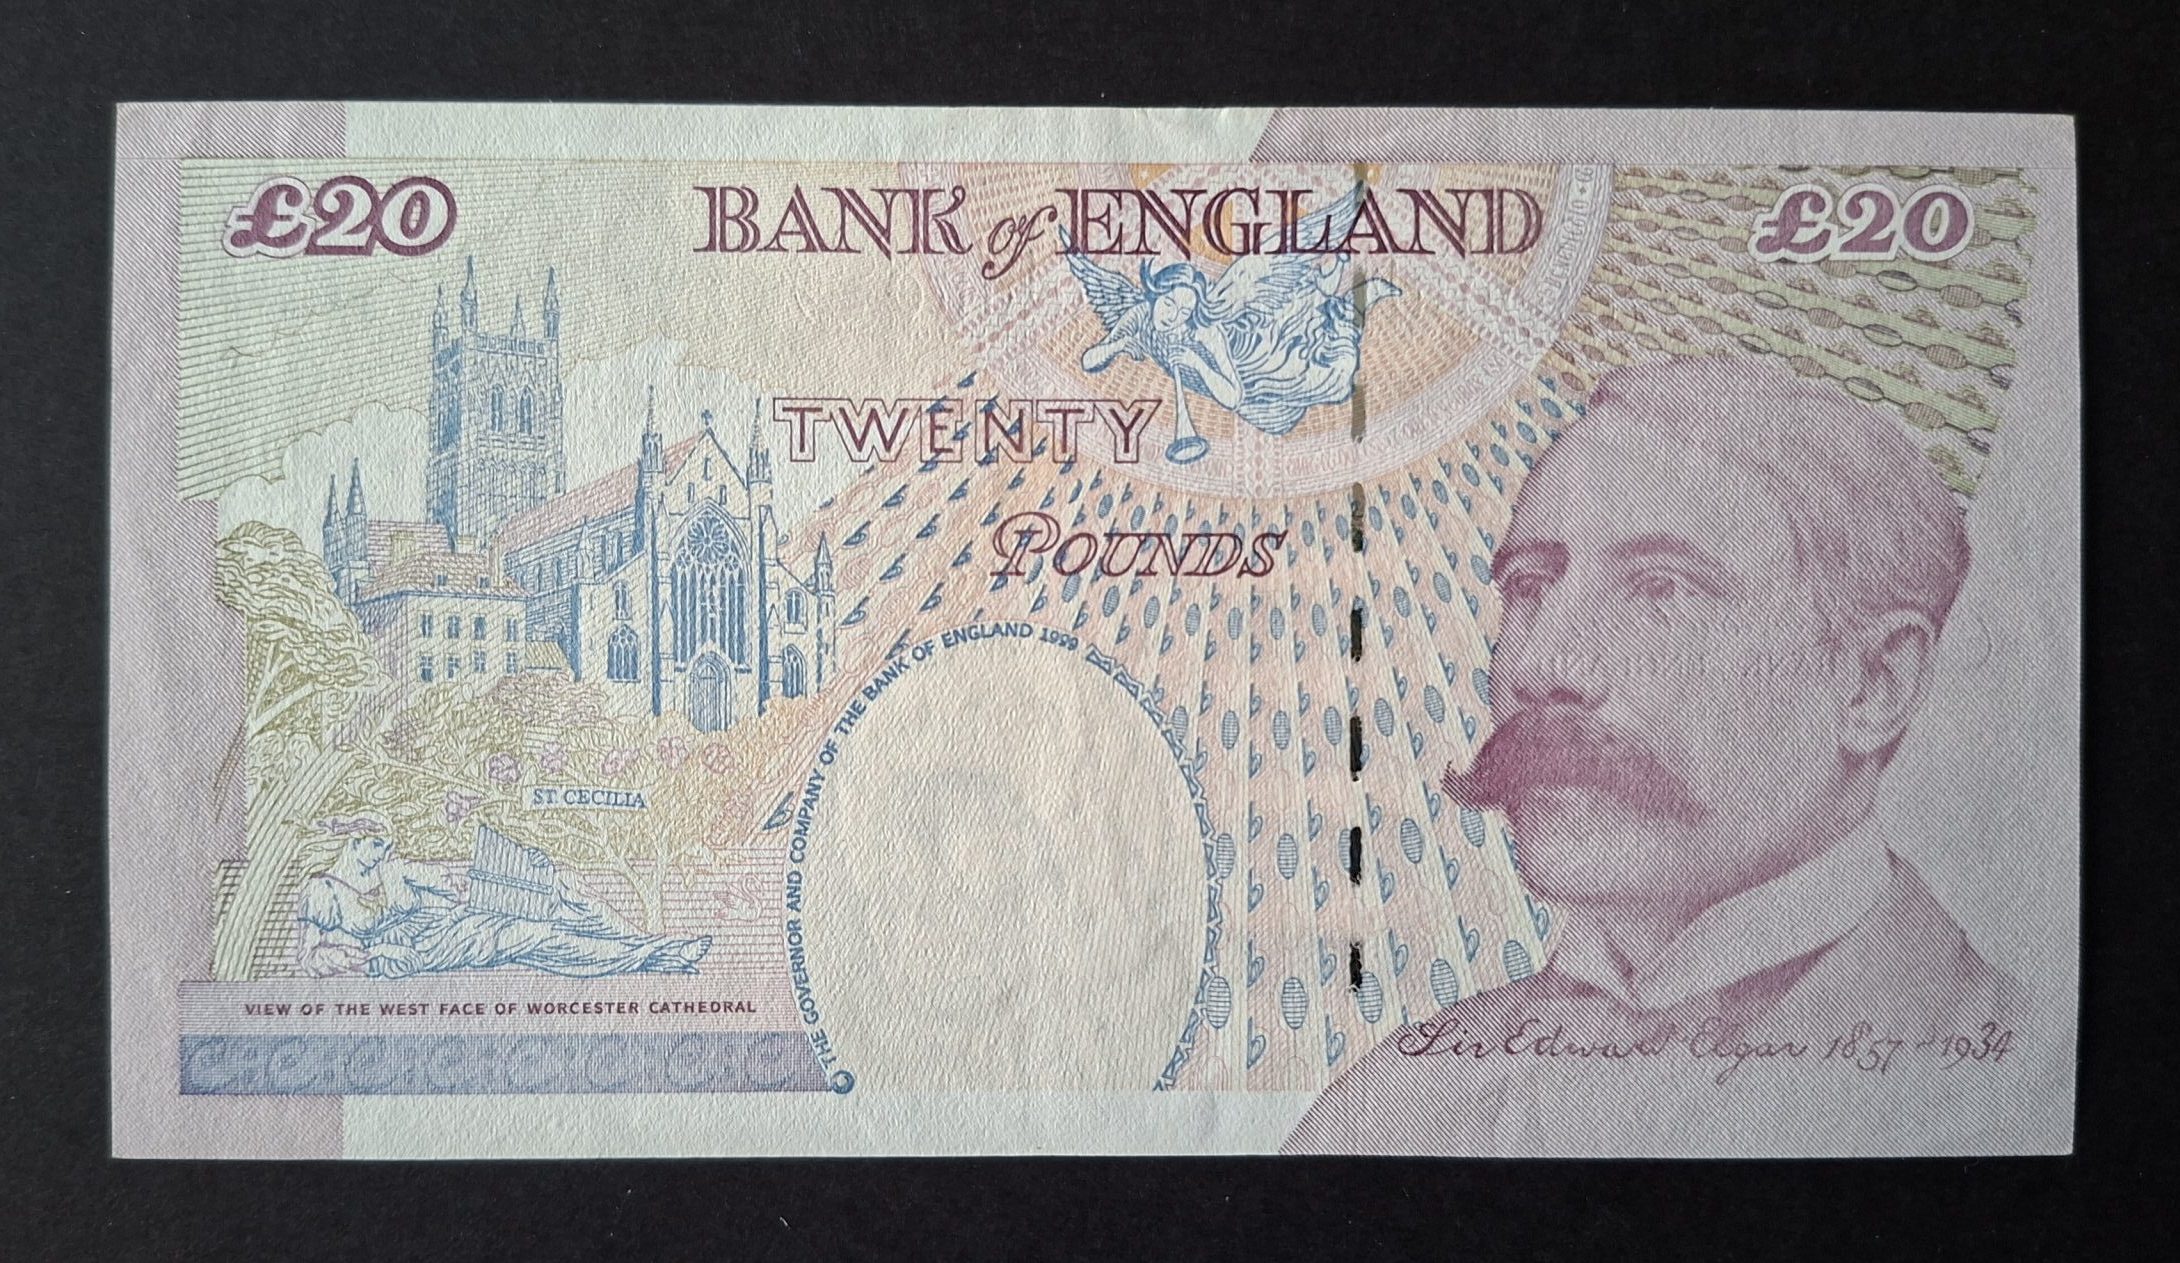 £20
BANK of ENGLAND
£20
TWENTY
POUNDS
© THE GOVERNOR AND COMPANY OF THE BANK OF ENGLAND 1999
ST. CECILIA
VIEW OF THE WEST FACE OF WORCESTER CATHEDRAL
Sir Edward Elgar 1857-1934